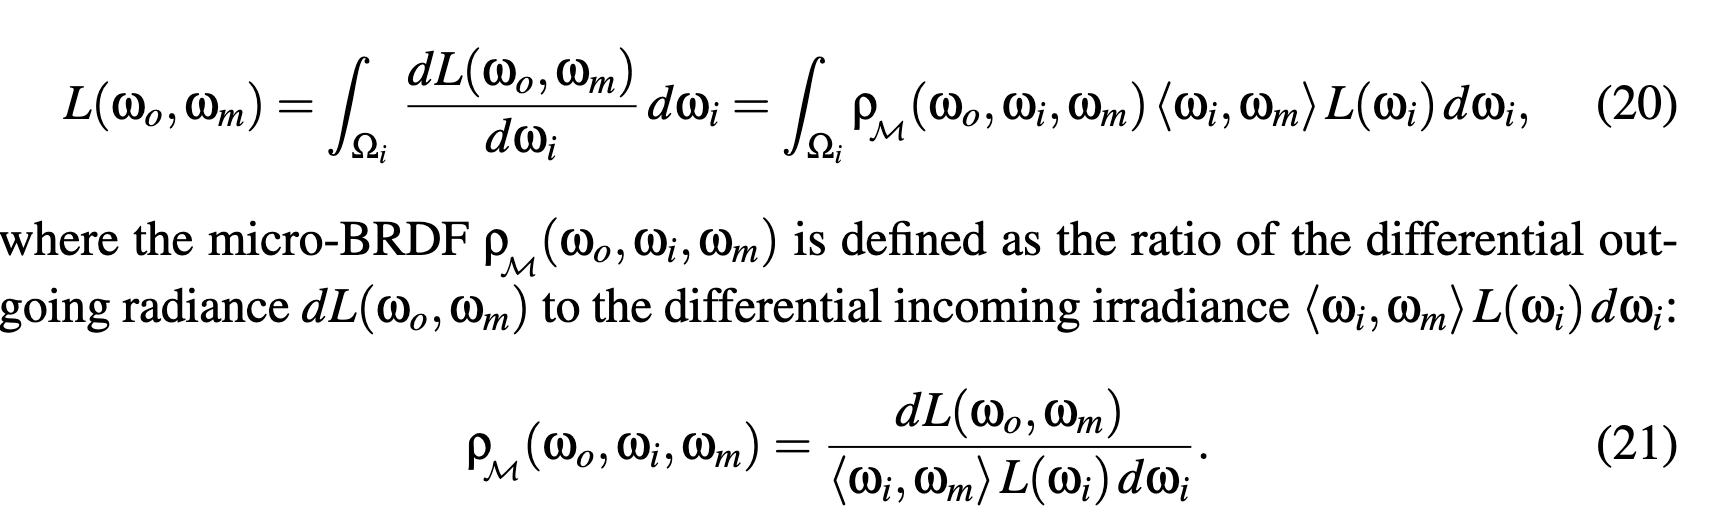 L(ω_o, ω_m) = ∫_{Ω_i} dL(ω_o, ω_m) / dω_i dω_i = ∫_{Ω_i} ρ_ℳ(ω_o, ω_i, ω_m) ⟨ω_i, ω_m⟩ L(ω_i) dω_i, (20)
where the micro-BRDF ρ_ℳ(ω_o, ω_i, ω_m) is defined as the ratio of the differential out-
going radiance dL(ω_o, ω_m) to the differential incoming irradiance ⟨ω_i, ω_m⟩ L(ω_i) dω_i:
ρ_ℳ(ω_o, ω_i, ω_m) = dL(ω_o, ω_m) / ⟨ω_i, ω_m⟩ L(ω_i) dω_i. (21)